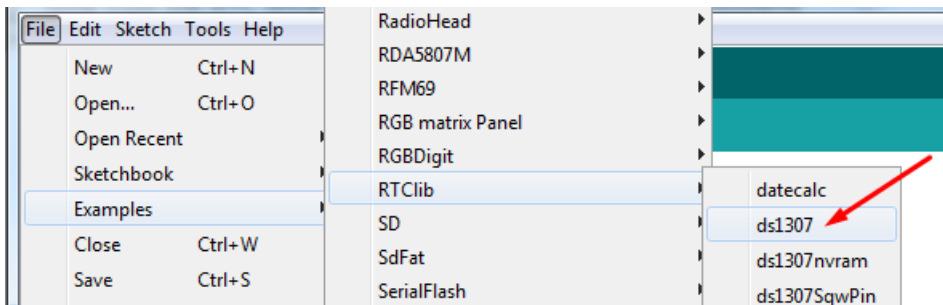 File Edit Sketch Tools Help
New Ctrl+N
Open... Ctrl+O
Open Recent
Sketchbook
Examples
Close Ctrl+W
Save Ctrl+S
RadioHead
RDA5807M
RFM69
RGB matrix Panel
RGBDigit
RTClib
SD
SdFat
SerialFlash
datecalc
ds1307
ds1307nvram
ds1307SqwPin